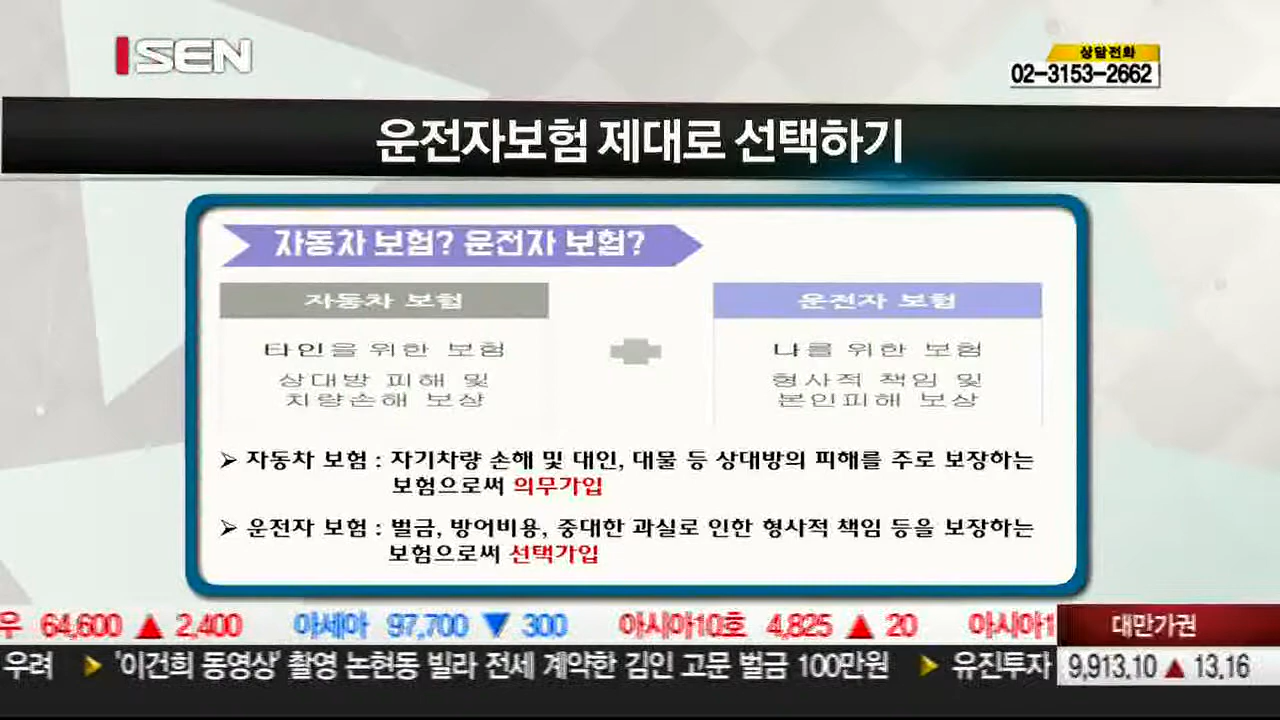 SEN
상담전화
02-3153-2662
운전자보험 제대로 선택하기
자동차 보험? 운전자 보험?
자동차 보험
타인을 위한 보험
상대방 피해 및
차량손해 보상
운전자 보험
나를 위한 보험
형사적 책임 및
본인피해 보상
➢ 자동차 보험 : 자기차량 손해 및 대인, 대물 등 상대방의 피해를 주로 보장하는
보험으로써 의무가입
➢ 운전자 보험 : 벌금, 방어비용, 중대한 과실로 인한 형사적 책임 등을 보장하는
보험으로써 선택가입
우 64,600 ▲ 2,400 아세아 97,700 ▼ 300 아시아10호 4,825 ▲ 20 아시아1
대만가권
우려 ▶ '이건희 동영상' 촬영 논현동 빌라 전세 계약한 김인 고문 벌금 100만원 ▶ 유진투자
9,913.10 ▲ 13.16